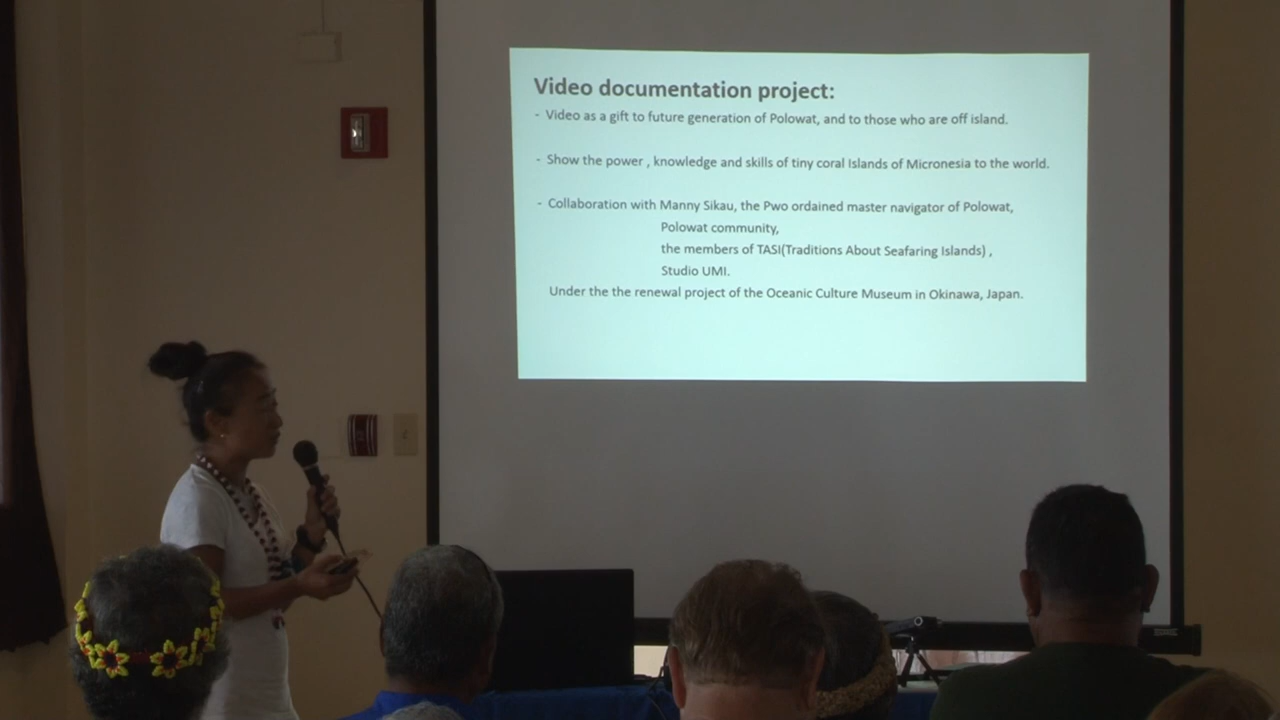 Video documentation project:
- Video as a gift to future generation of Polowat, and to those who are off island.
- Show the power , knowledge and skills of tiny coral Islands of Micronesia to the world.
- Collaboration with Manny Sikau, the Pwo ordained master navigator of Polowat,
Polowat community,
the members of TASI(Traditions About Seafaring Islands) ,
Studio UMI.
Under the the renewal project of the Oceanic Culture Museum in Okinawa, Japan.